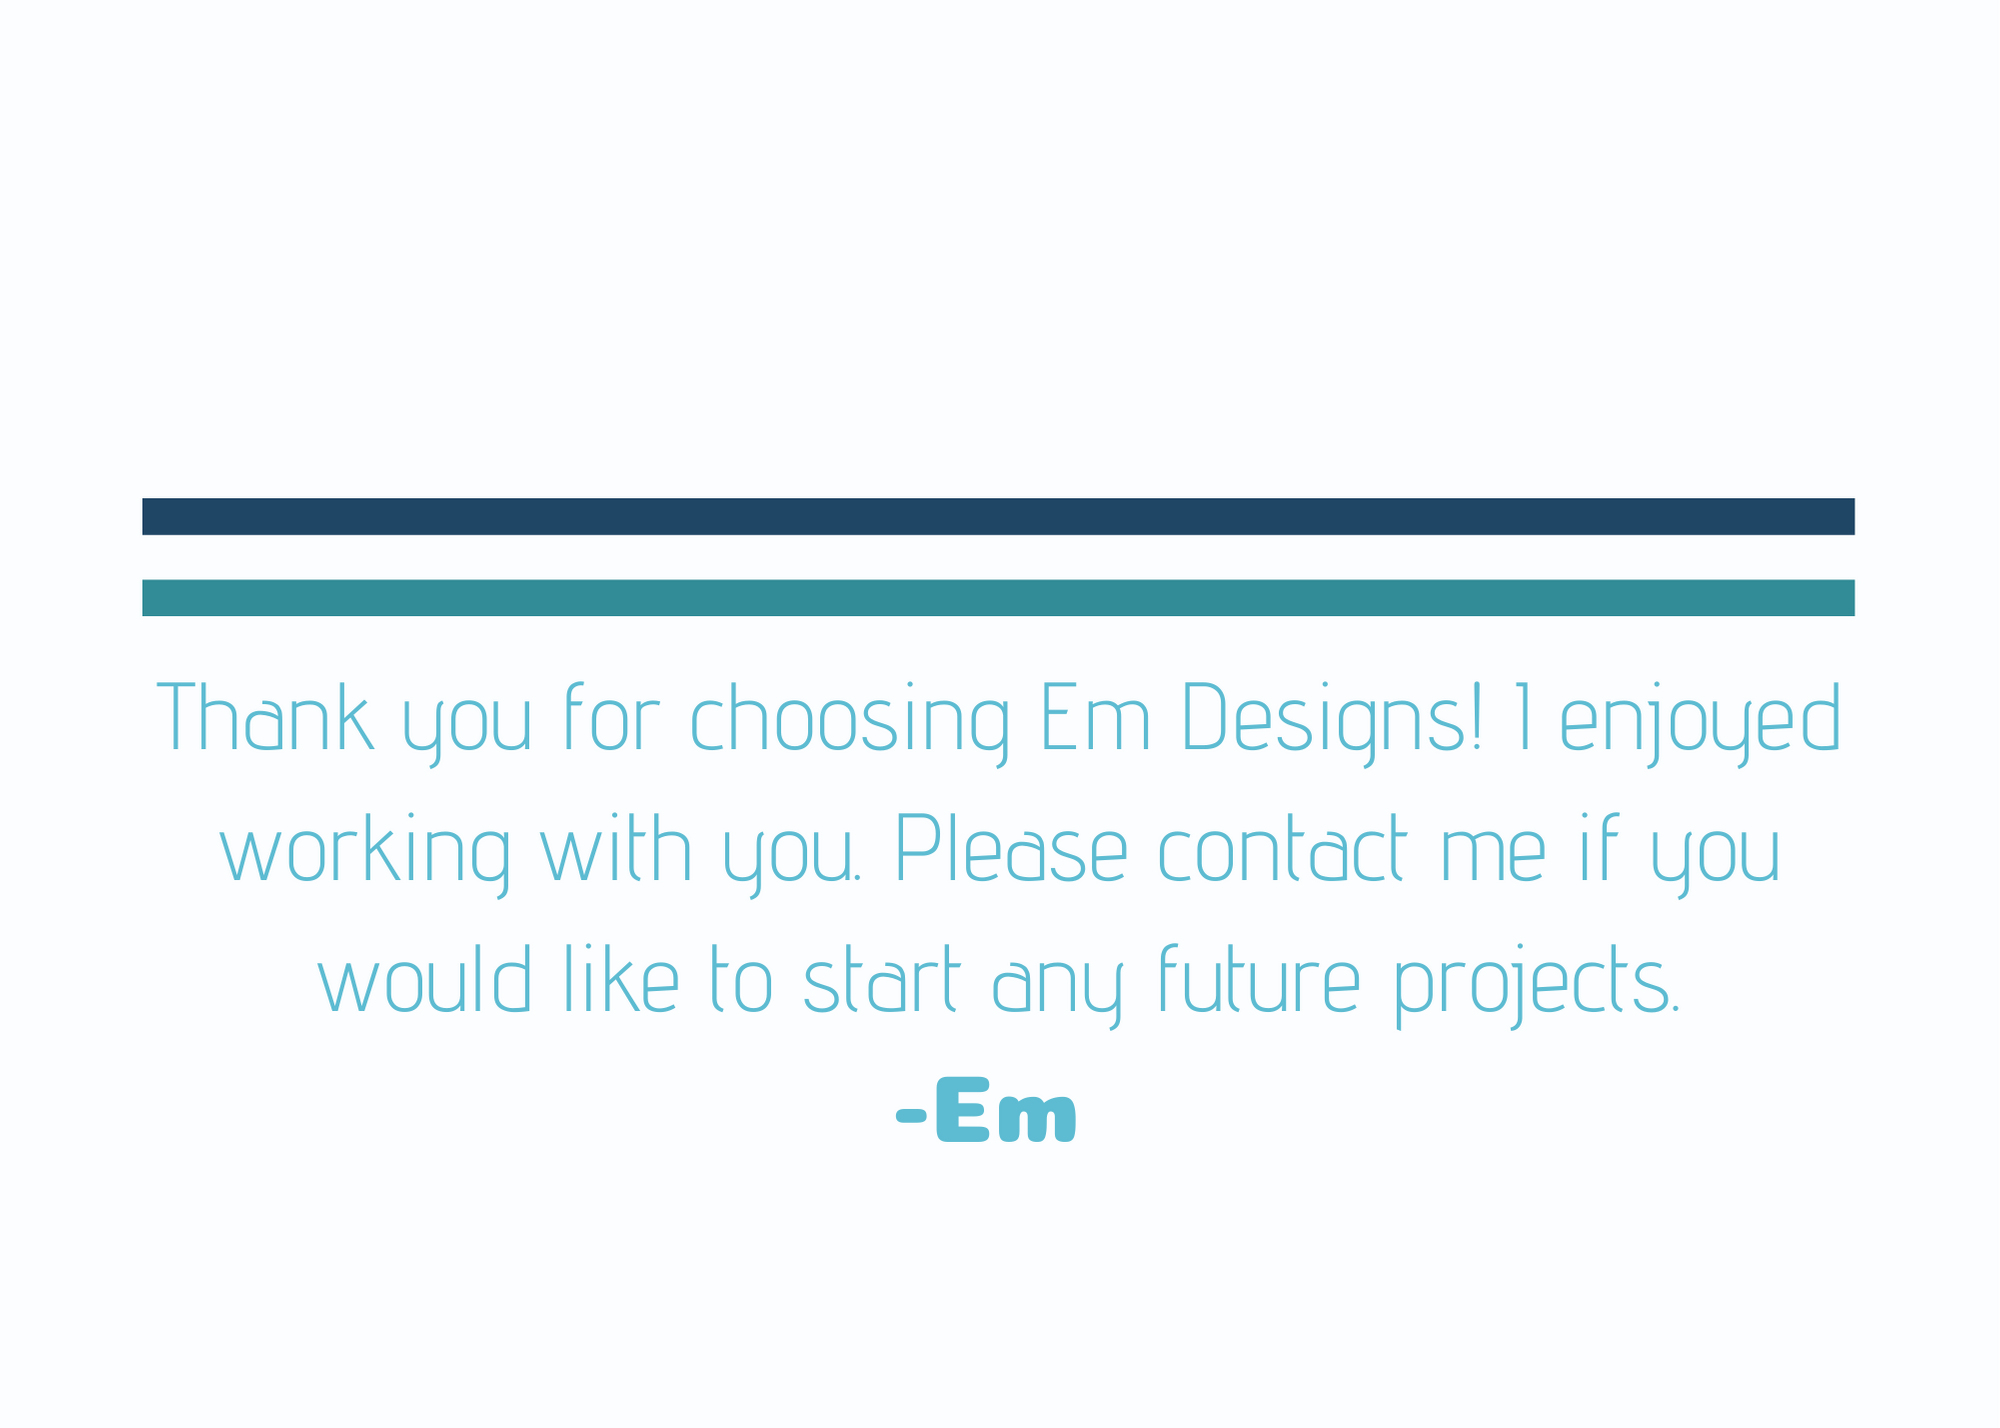 Thank you for choosing Em Designs! I enjoyed
working with you. Please contact me if you
would like to start any future projects.
-Em